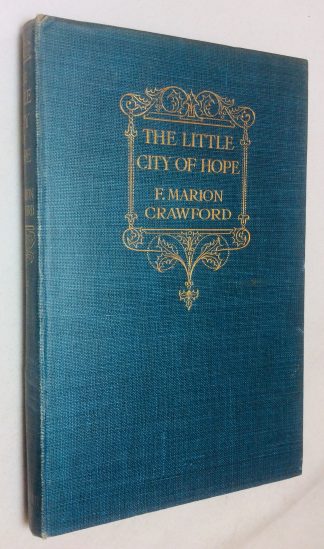 THE LITTLE
CITY OF HOPE
F. MARION
CRAWFORD